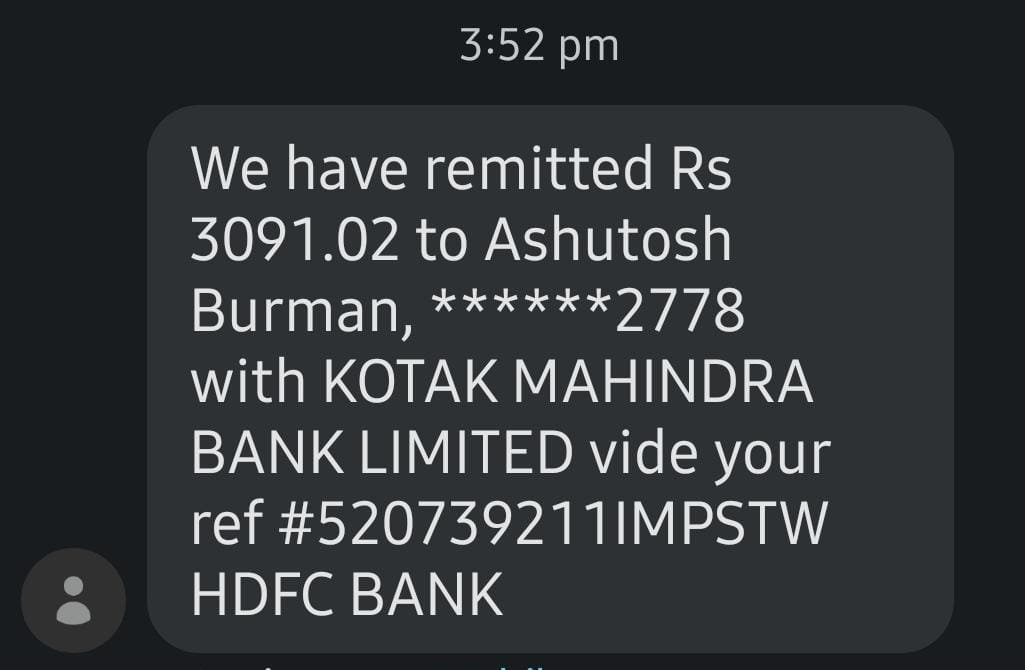 3:52 pm
We have remitted Rs
3091.02 to Ashutosh
Burman, ******2778
with KOTAK MAHINDRA
BANK LIMITED vide your
ref #520739211IMPSTW
HDFC BANK